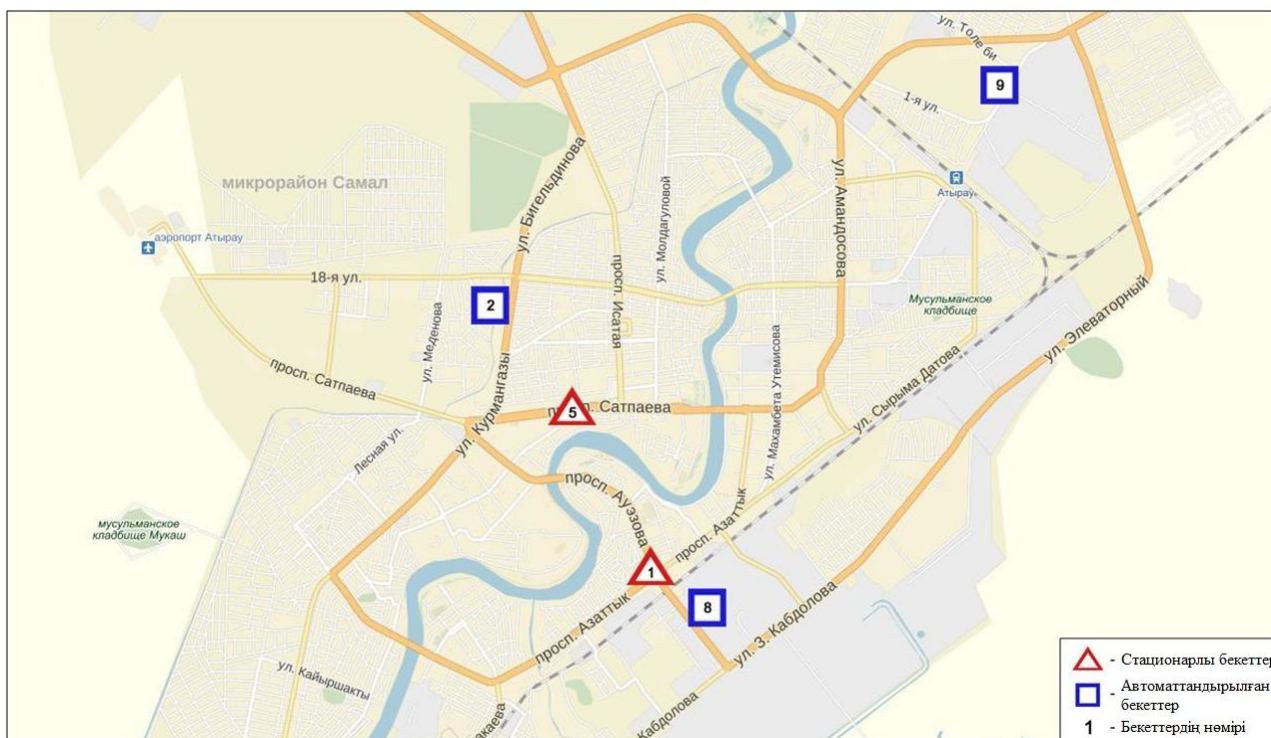 ул. Толе би
9
1-я ул.
ул. Бигельдинова
микрорайон Самал
ул. Молдагуловой
ул. Амандосова
Атырау
аэропорт Атырау
18-я ул.
просп. Исатая
2
Мусульманское
кладбище
ул. Элеваторный
ул. Меденова
просп. Сатпаева
ул. Курмангазы
ул. Махамбета Утемисова
ул. Сырыма Датова
5
просп. Сатпаева
Лесная ул.
просп. Ауэзова
мусульманское
кладбище Мукаш
просп. Азаттык
1
8
просп. Азаттык
ул. З. Кабдолова
ул. Кайыршакты
Кабдолова
- Стационарлы бекеттер
- Автоматтандырылған
бекеттер
1 - Бекеттердің нөмірі